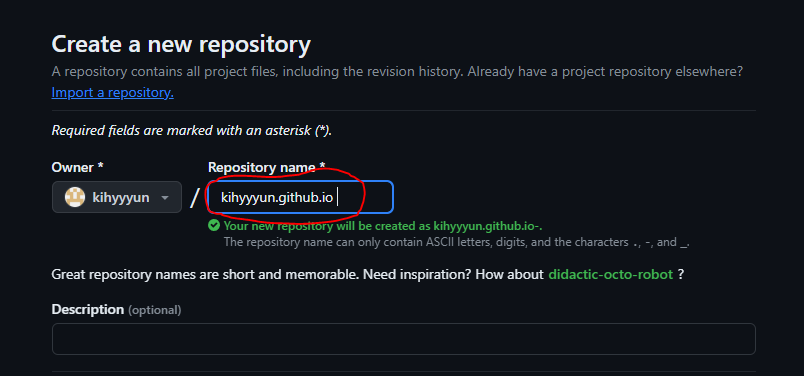 Create a new repository
A repository contains all project files, including the revision history. Already have a project repository elsewhere?
Import a repository.
Required fields are marked with an asterisk (*).
Owner * Repository name *
kihyyyun / kihyyyun.github.io
Your new repository will be created as kihyyyun.github.io-.
The repository name can only contain ASCII letters, digits, and the characters ., -, and _.
Great repository names are short and memorable. Need inspiration? How about didactic-octo-robot ?
Description (optional)